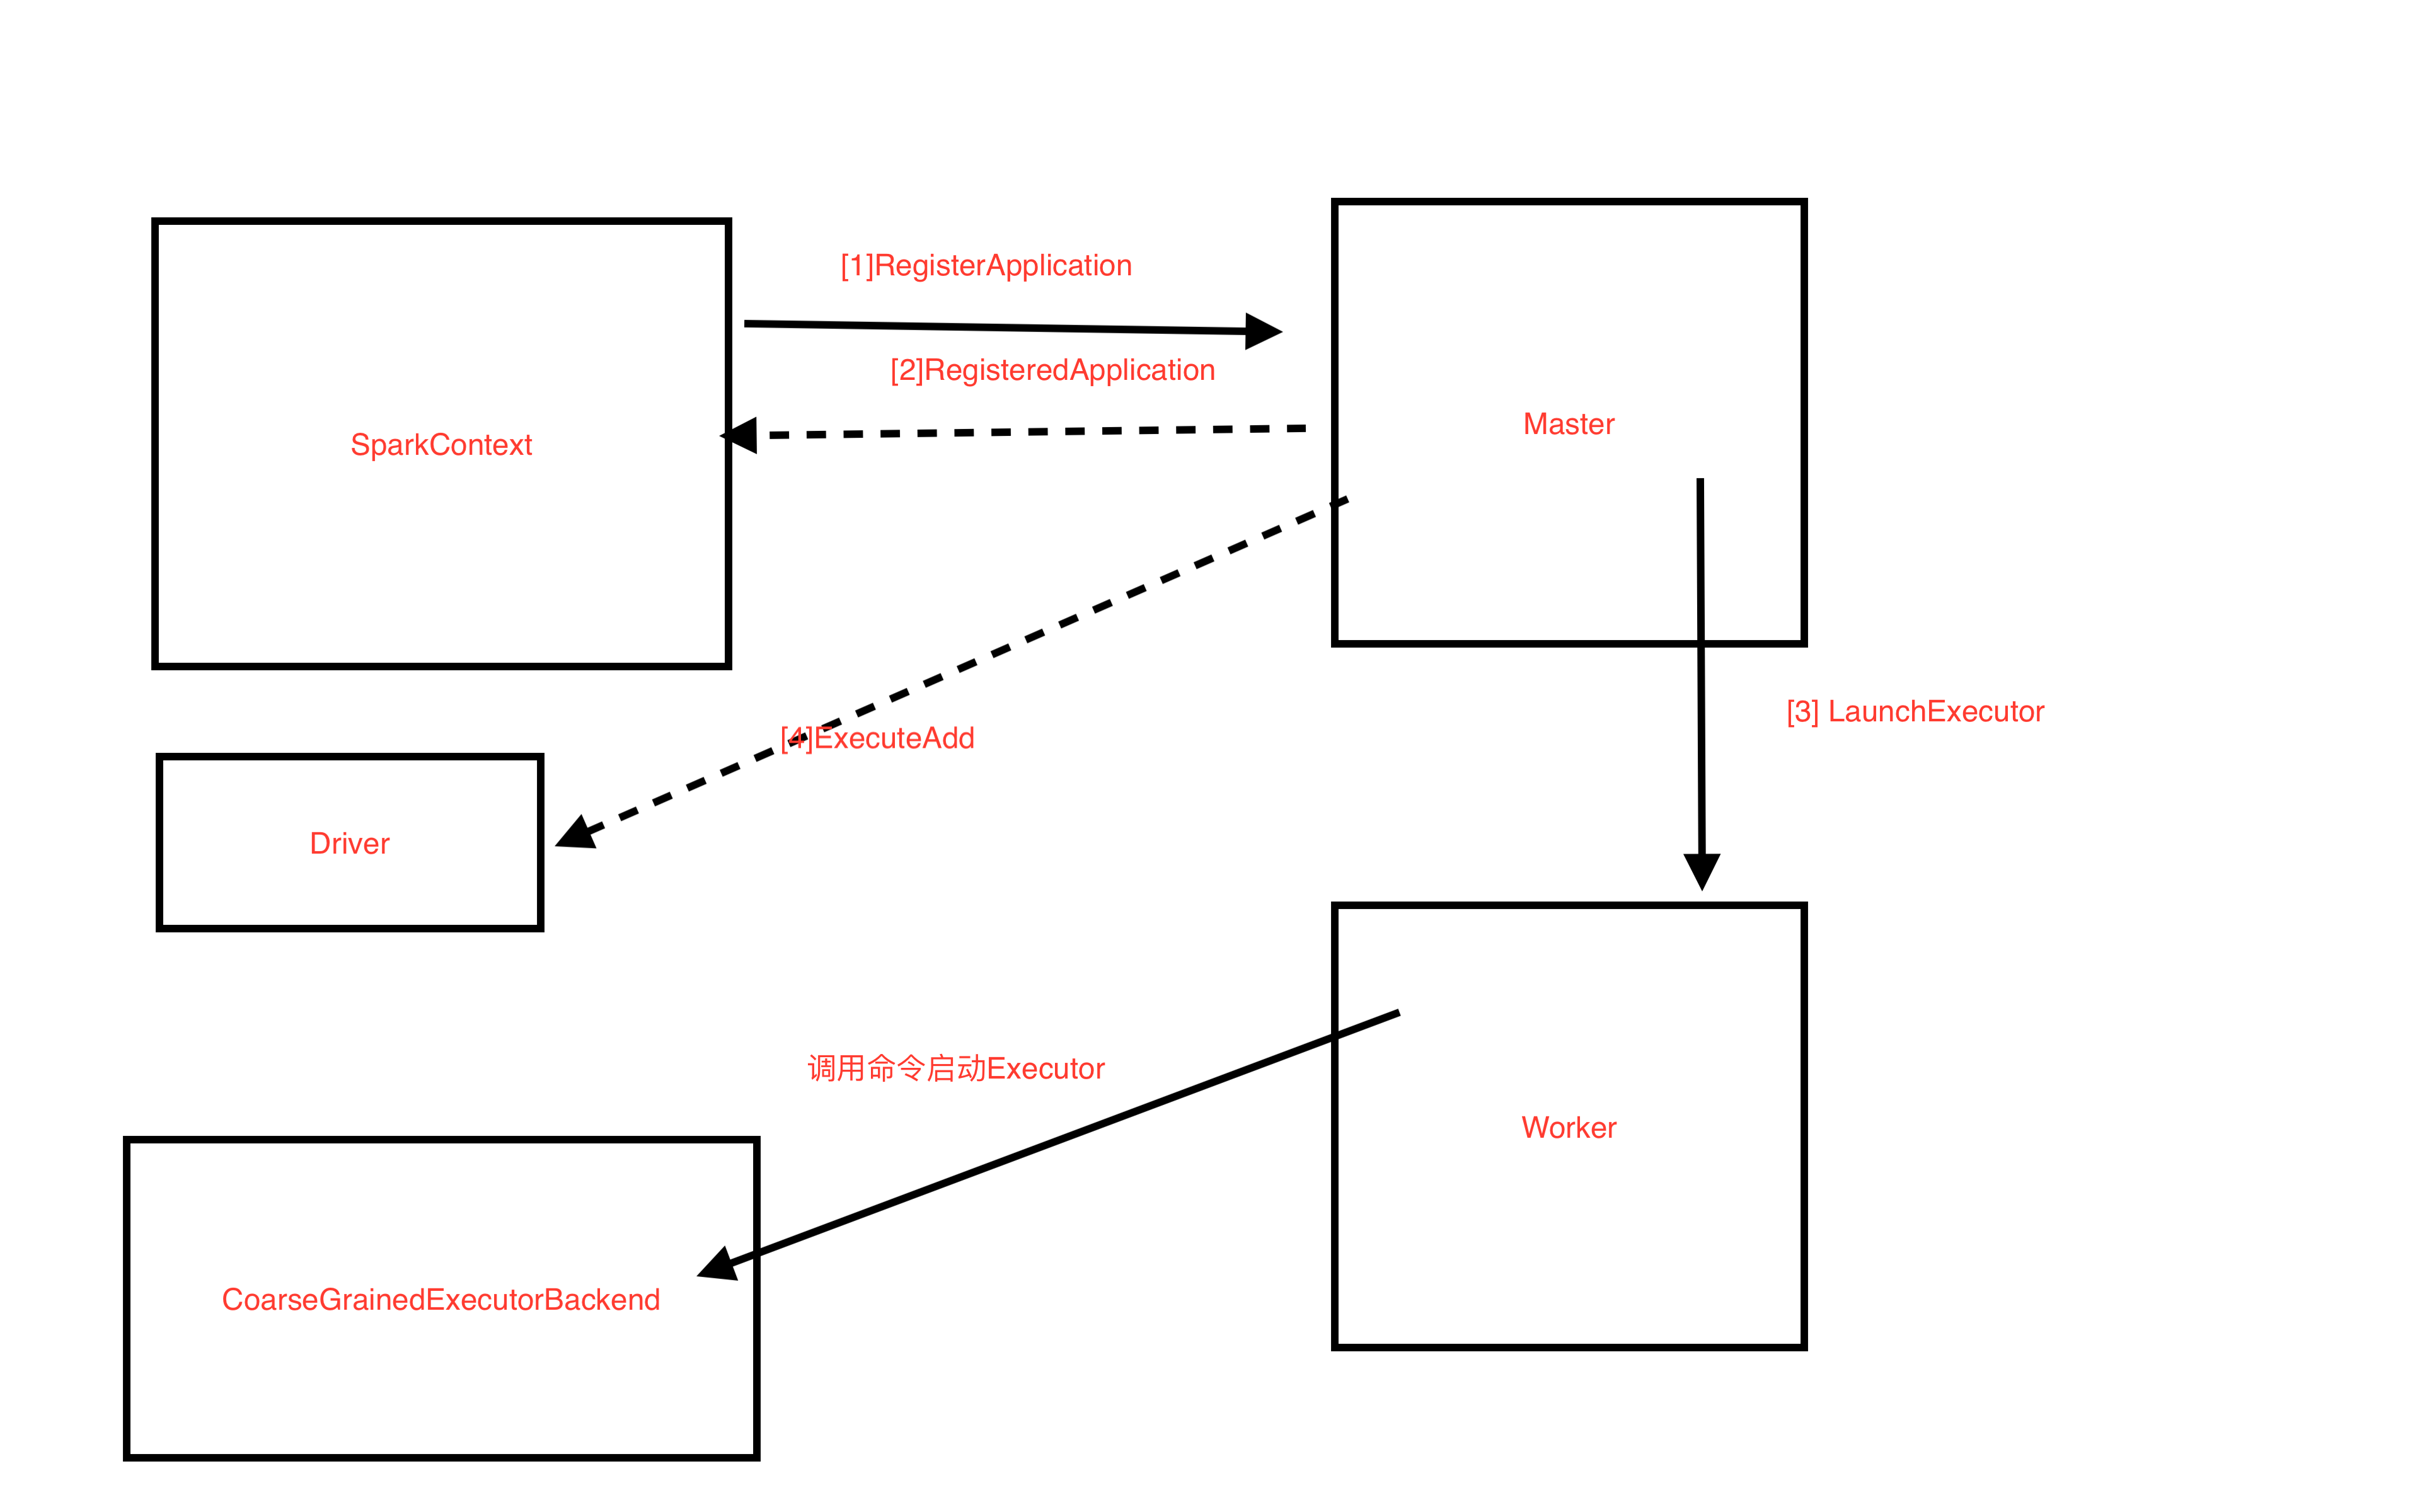 [1]RegisterApplication
[2]RegisteredApplication
SparkContext
Master
[3] LaunchExecutor
[4]ExecuteAdd
Driver
调用命令启动Executor
Worker
CoarseGrainedExecutorBackend